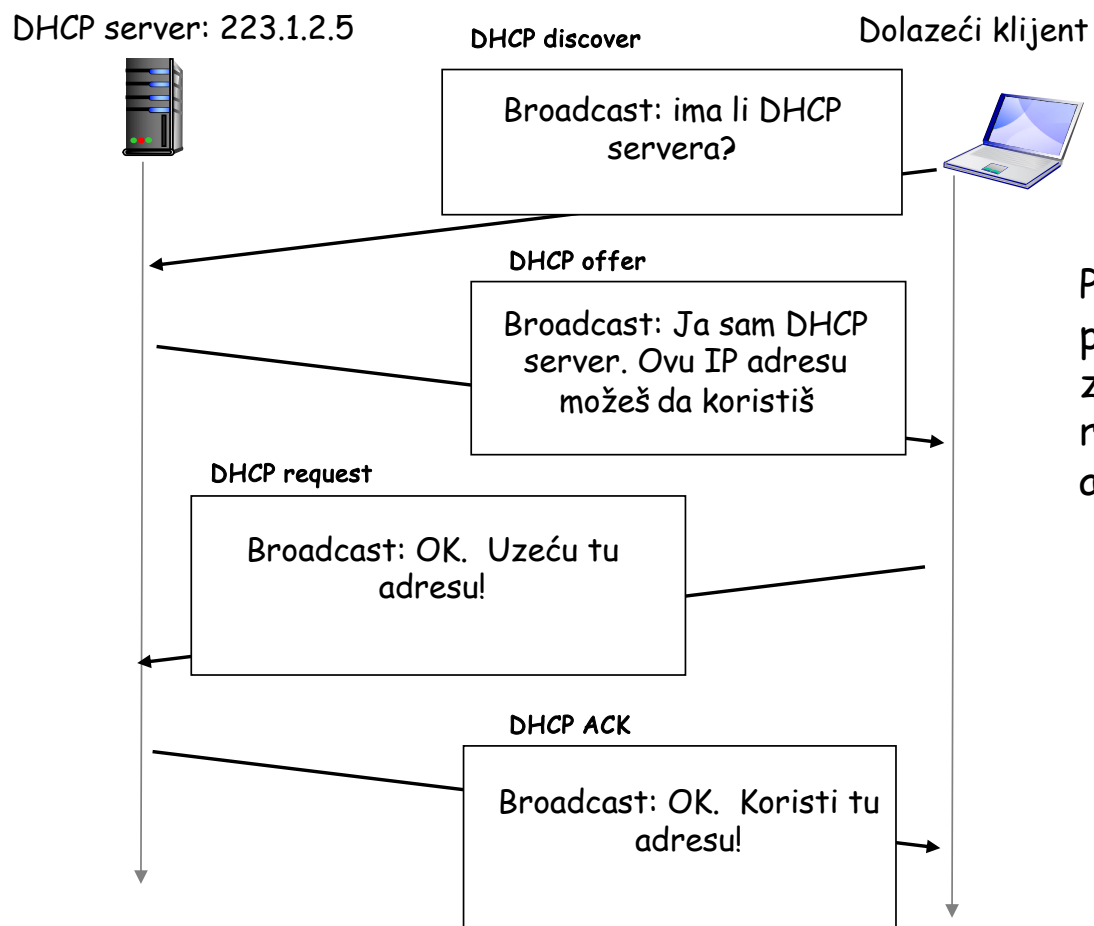 DHCP server: 223.1.2.5
DHCP discover
Dolazeći klijent
Broadcast: ima li DHCP
servera?
DHCP offer
Broadcast: Ja sam DHCP
server. Ovu IP adresu
možeš da koristiš
DHCP request
Broadcast: OK. Uzeću tu
adresu!
DHCP ACK
Broadcast: OK. Koristi tu
adresu!